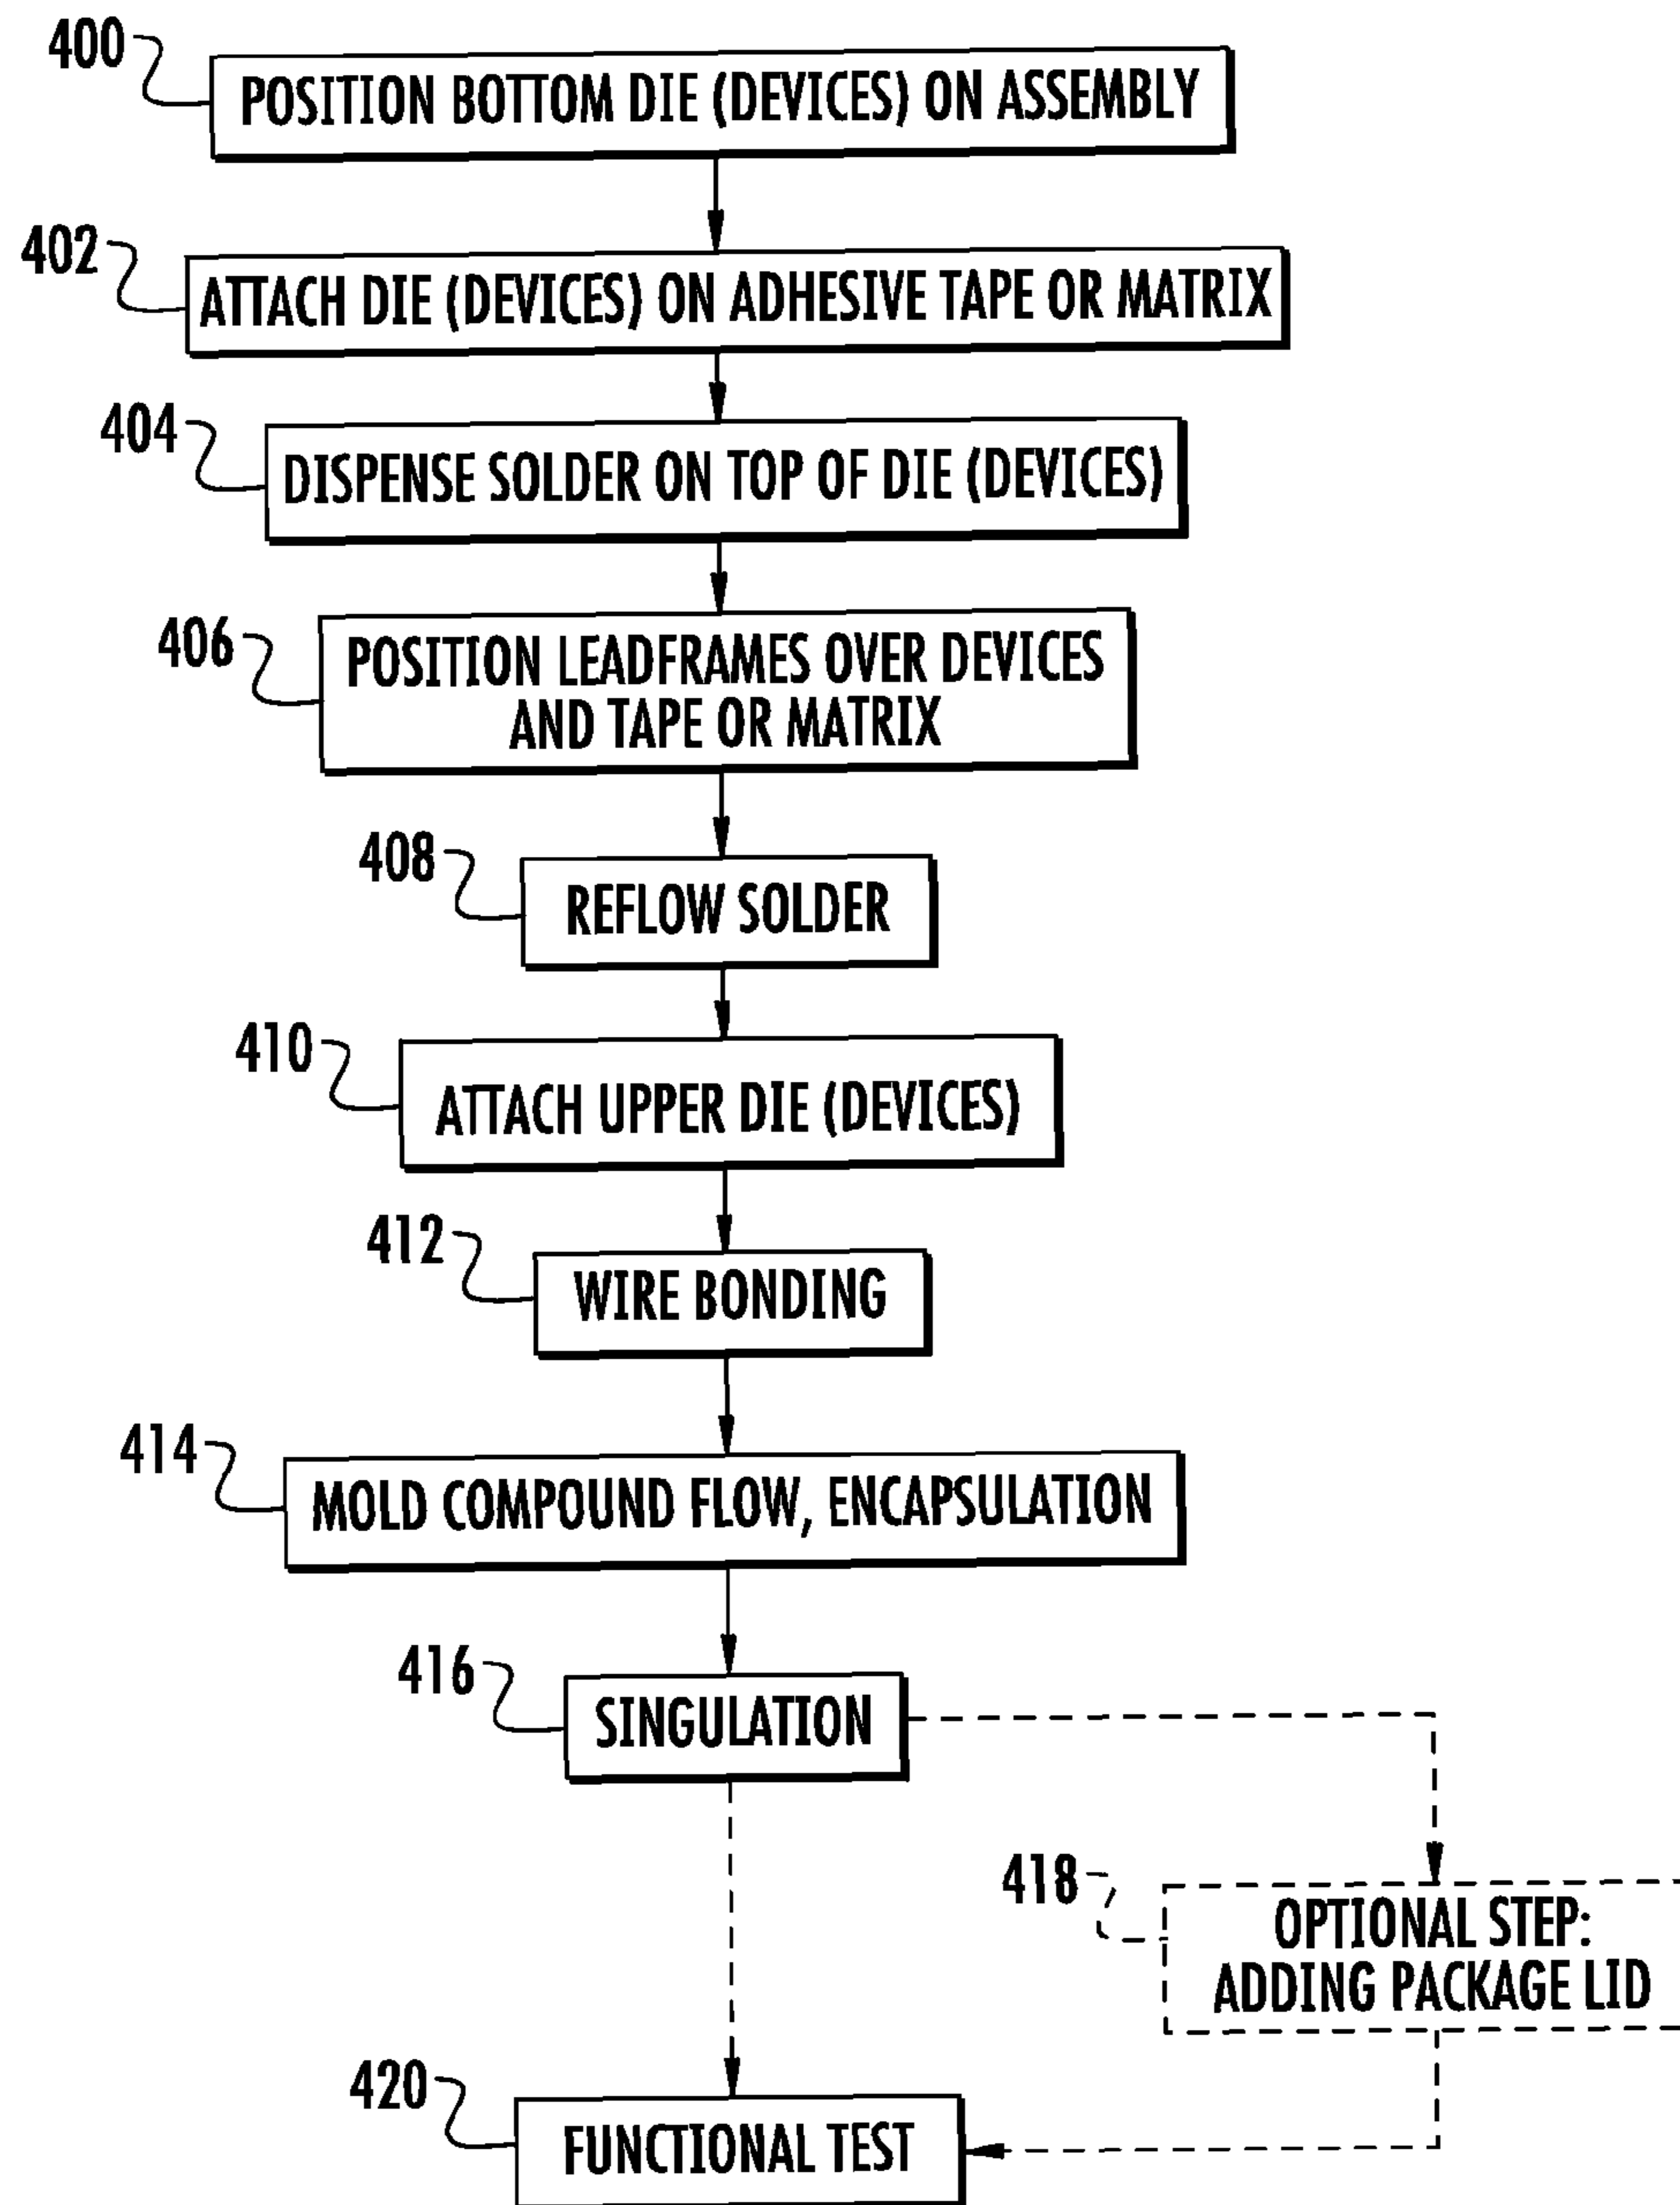 400
POSITION BOTTOM DIE (DEVICES) ON ASSEMBLY
402
ATTACH DIE (DEVICES) ON ADHESIVE TAPE OR MATRIX
404
DISPENSE SOLDER ON TOP OF DIE (DEVICES)
406
POSITION LEADFRAMES OVER DEVICES
AND TAPE OR MATRIX
408
REFLOW SOLDER
410
ATTACH UPPER DIE (DEVICES)
412
WIRE BONDING
414
MOLD COMPOUND FLOW, ENCAPSULATION
416
SINGULATION
418
OPTIONAL STEP:
ADDING PACKAGE LID
420
FUNCTIONAL TEST